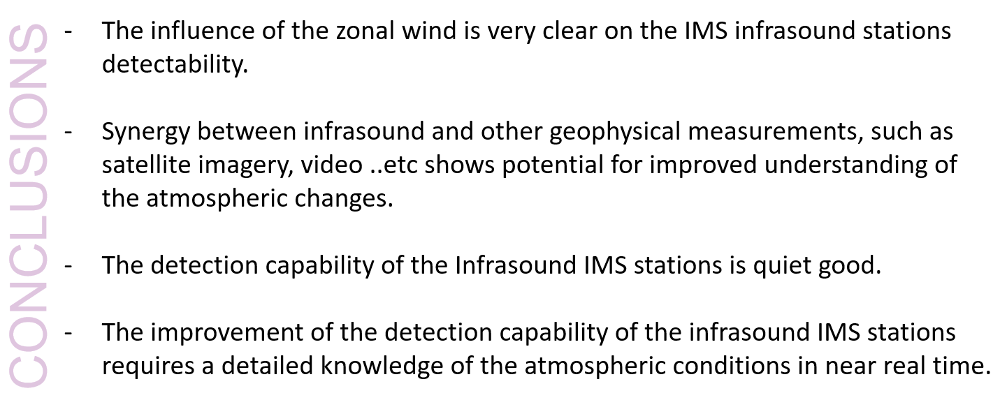 CONCLUSIONS
- The influence of the zonal wind is very clear on the IMS infrasound stations
detectability.
- Synergy between infrasound and other geophysical measurements, such as
satellite imagery, video ..etc shows potential for improved understanding of
the atmospheric changes.
- The detection capability of the Infrasound IMS stations is quiet good.
- The improvement of the detection capability of the infrasound IMS stations
requires a detailed knowledge of the atmospheric conditions in near real time.